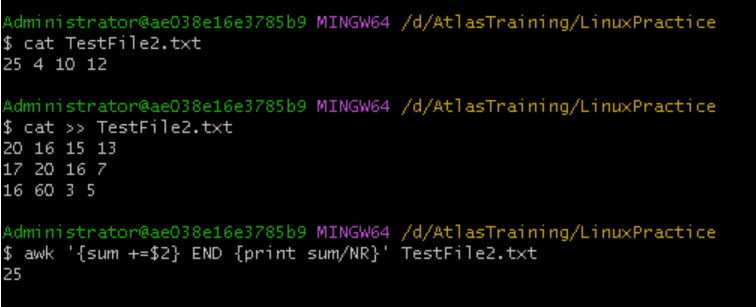 Administrator@ae038e16e3785b9 MINGW64 /d/AtlasTraining/LinuxPractice
$ cat TestFile2.txt
25 4 10 12
Administrator@ae038e16e3785b9 MINGW64 /d/AtlasTraining/LinuxPractice
$ cat >> TestFile2.txt
20 16 15 13
17 20 16 7
16 60 3 5
Administrator@ae038e16e3785b9 MINGW64 /d/AtlasTraining/LinuxPractice
$ awk '{sum +=$2} END {print sum/NR}' TestFile2.txt
25